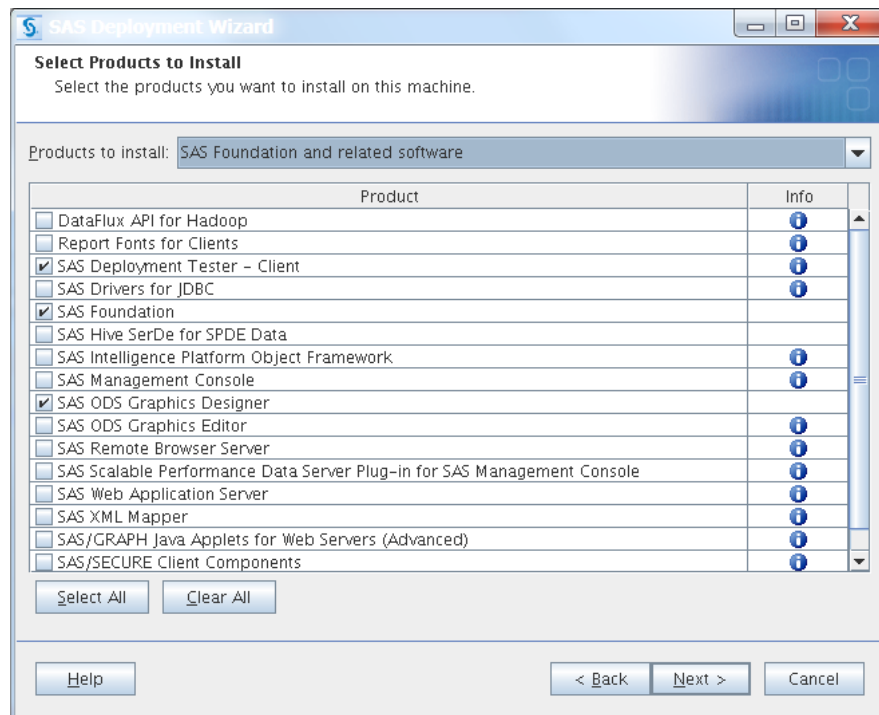 SAS Deployment Wizard
Select Products to Install
Select the products you want to install on this machine.
Products to install: SAS Foundation and related software
Product Info
DataFlux API for Hadoop
Report Fonts for Clients
SAS Deployment Tester – Client
SAS Drivers for JDBC
SAS Foundation
SAS Hive SerDe for SPDE Data
SAS Intelligence Platform Object Framework
SAS Management Console
SAS ODS Graphics Designer
SAS ODS Graphics Editor
SAS Remote Browser Server
SAS Scalable Performance Data Server Plug-in for SAS Management Console
SAS Web Application Server
SAS XML Mapper
SAS/GRAPH Java Applets for Web Servers (Advanced)
SAS/SECURE Client Components
Select All Clear All
Help < Back Next > Cancel